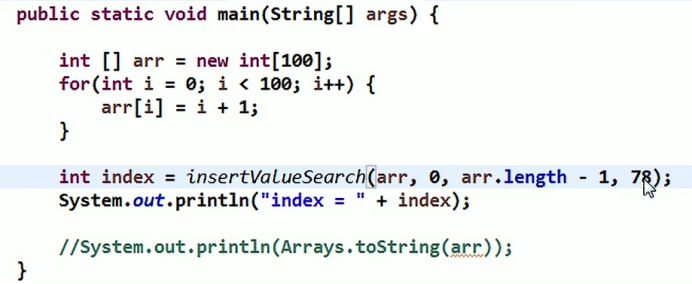 public static void main(String[] args) {
int [] arr = new int[100];
for(int i = 0; i < 100; i++) {
arr[i] = i + 1;
}
int index = insertValueSearch(arr, 0, arr.length - 1, 78);
System.out.println("index = " + index);
//System.out.println(Arrays.toString(arr));
}